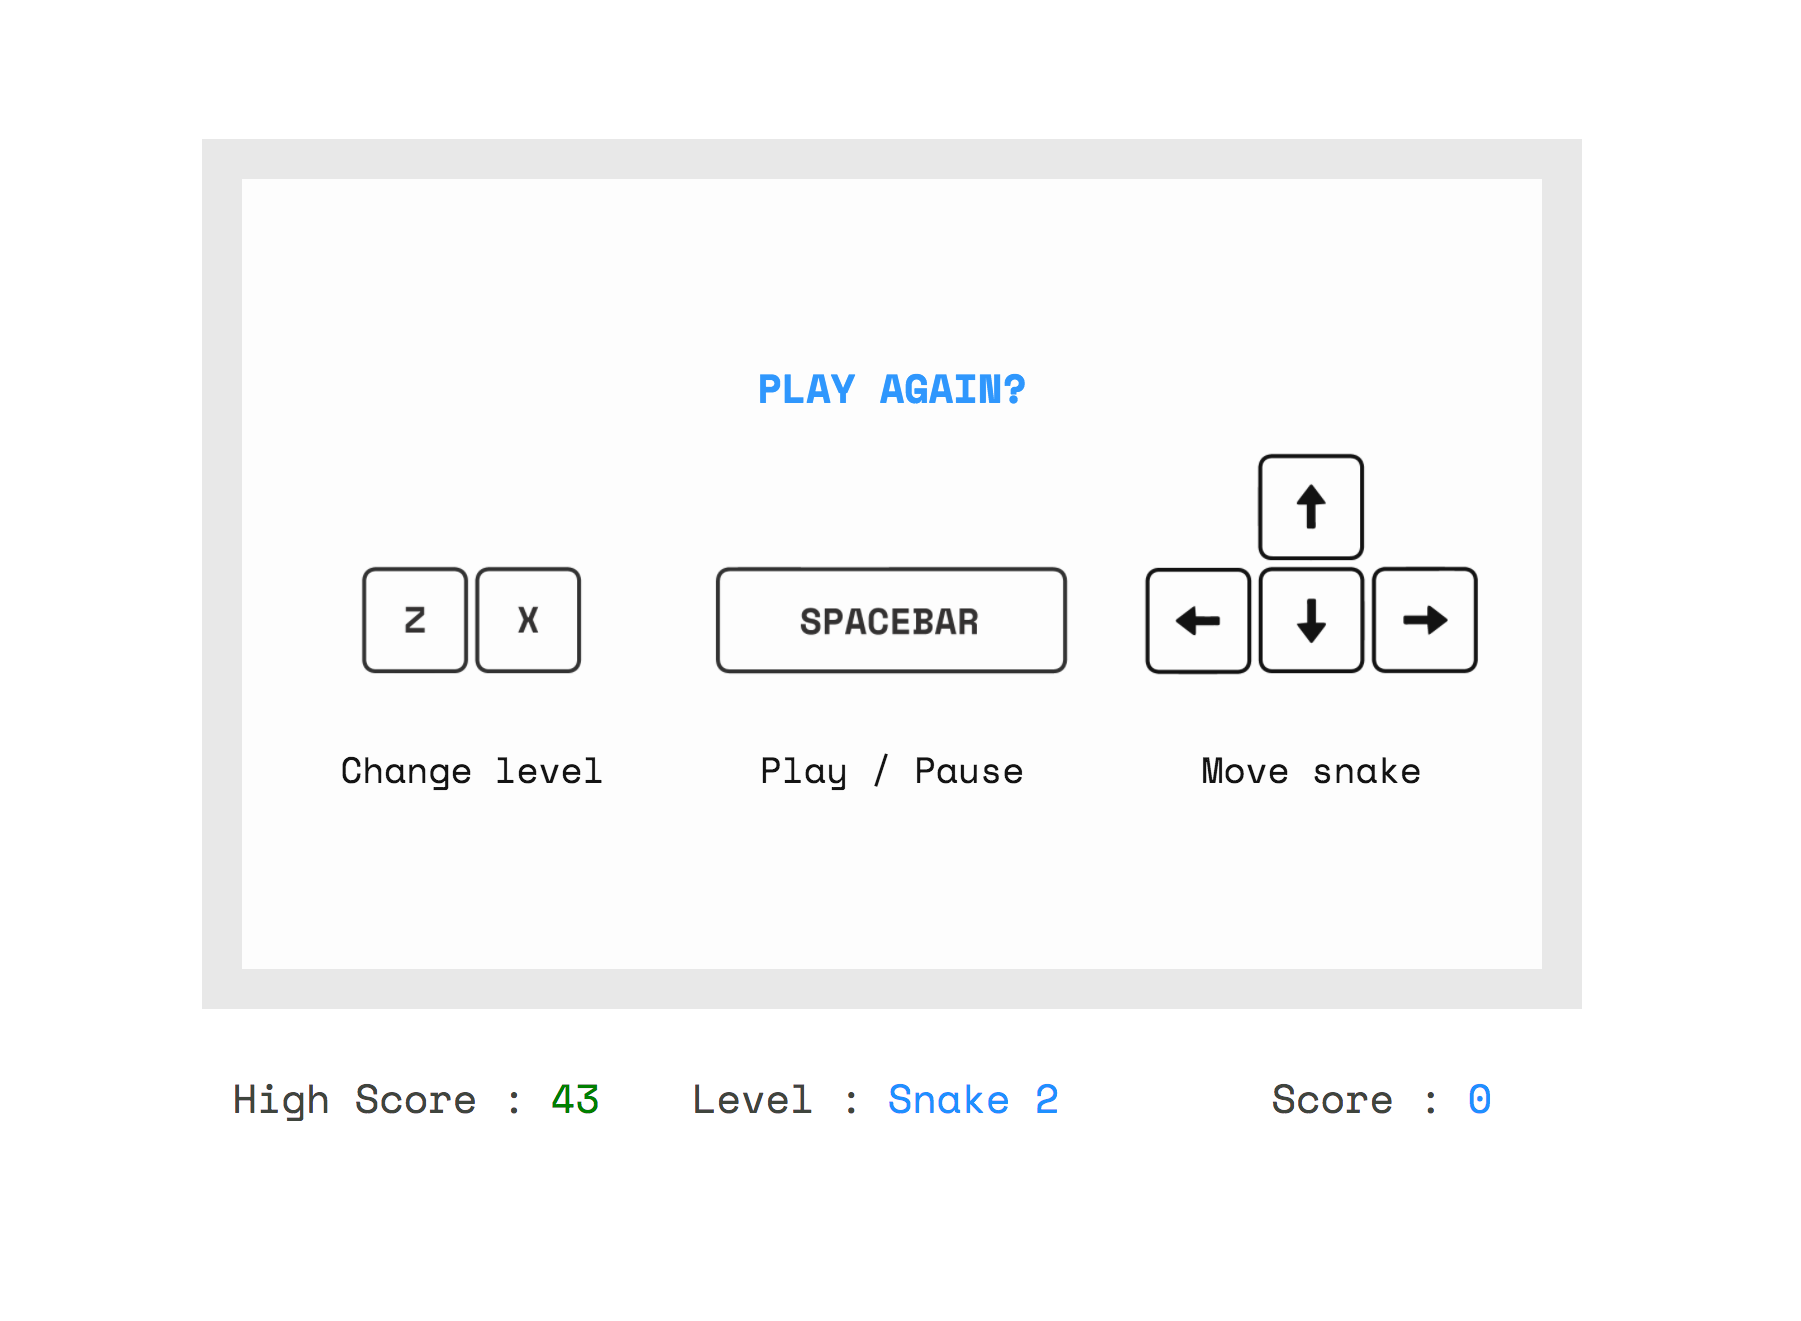 PLAY AGAIN?
↑
Z X SPACEBAR ← ↓ →
Change level Play / Pause Move snake
High Score : 43 Level : Snake 2 Score : 0